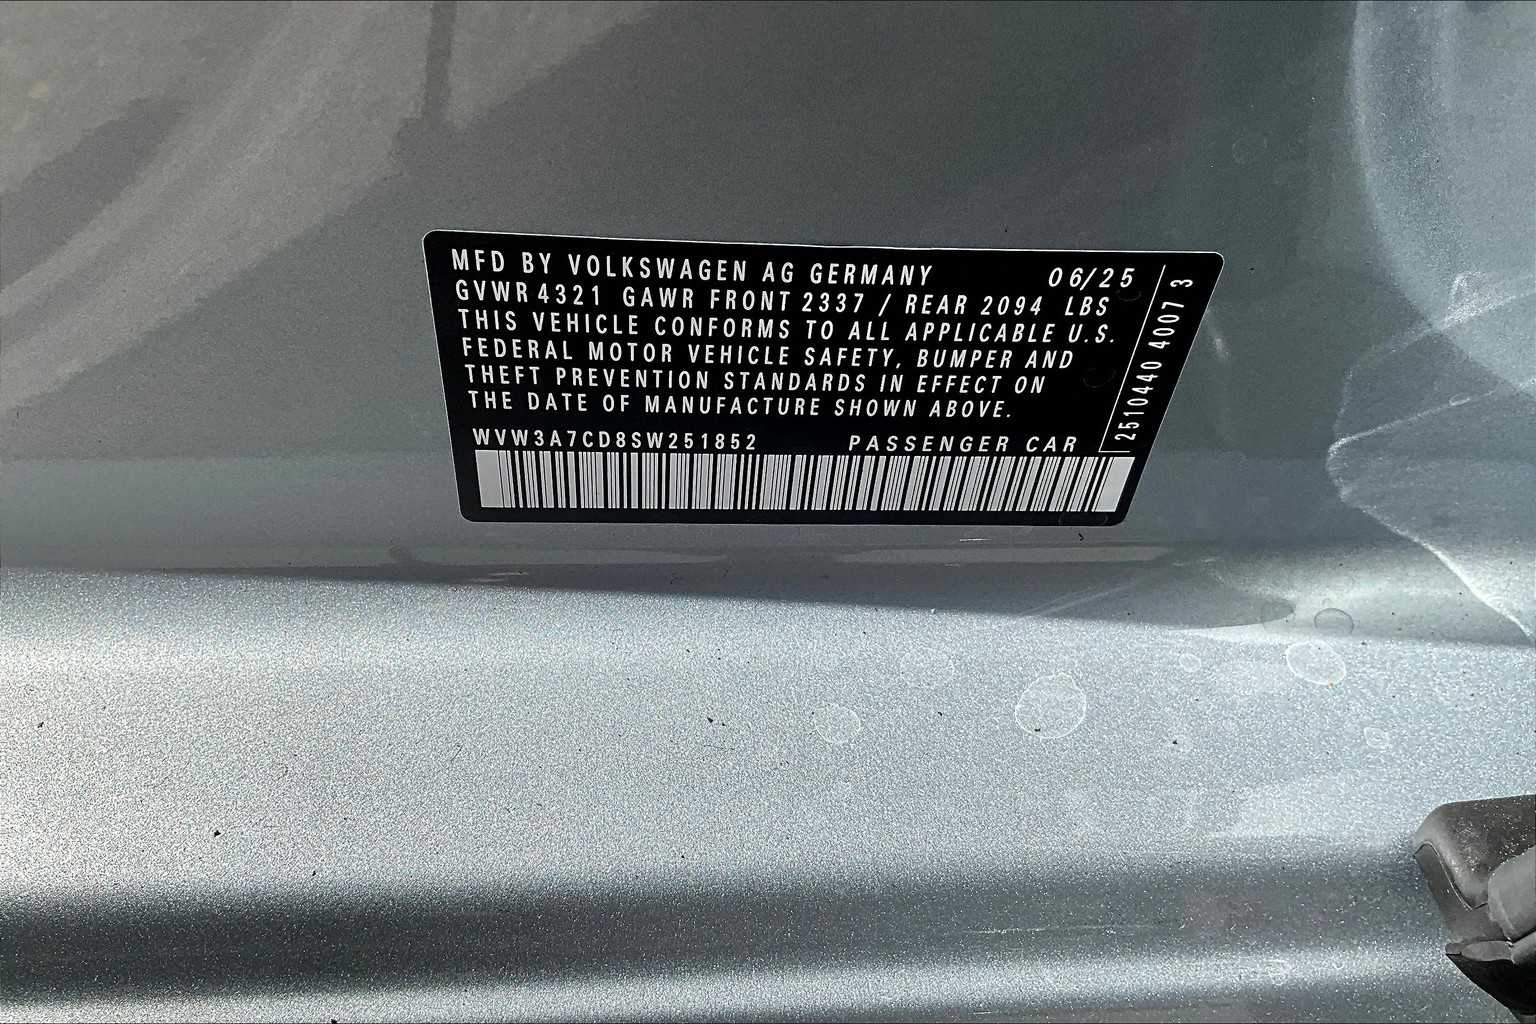 MFD BY VOLKSWAGEN AG GERMANY 06/25
GVWR 4321 GAWR FRONT 2337 / REAR 2094 LBS
THIS VEHICLE CONFORMS TO ALL APPLICABLE U.S.
FEDERAL MOTOR VEHICLE SAFETY, BUMPER AND
THEFT PREVENTION STANDARDS IN EFFECT ON
THE DATE OF MANUFACTURE SHOWN ABOVE.
WVW3A7CD8SW251852 PASSENGER CAR
2510440 4007 3